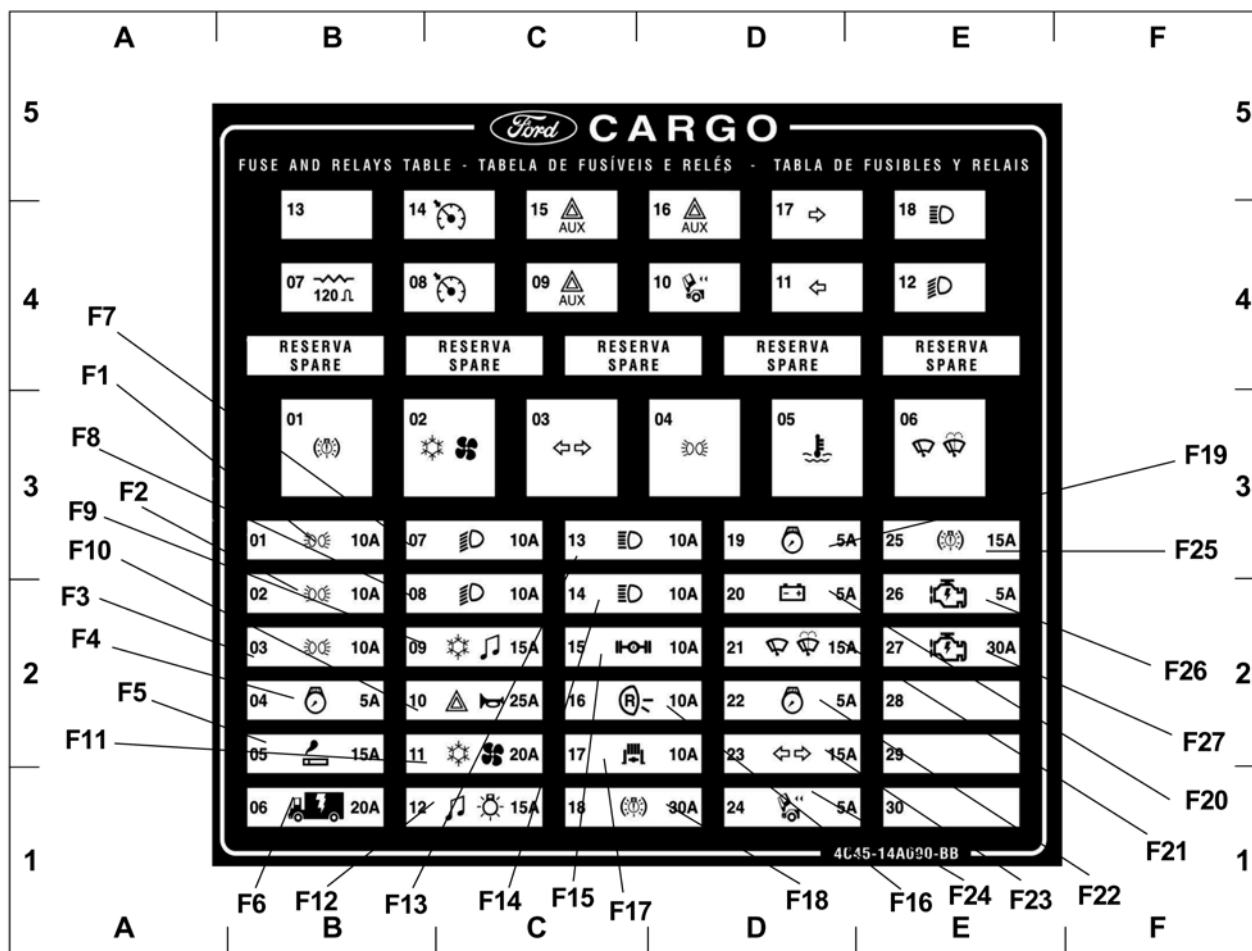 A B C D E F
5 5
Ford CARGO
FUSE AND RELAYS TABLE - TABELA DE FUSÍVEIS E RELÉS - TABLA DE FUSIBLES Y RELAIS
13 14 15 AUX 16 AUX 17 18
4 4
07 120 Ω 08 09 AUX 10 11 12
F7
RESERVA SPARE RESERVA SPARE RESERVA SPARE RESERVA SPARE RESERVA SPARE
F1
01 02 03 04 05 06
F8
F19
F2
3 3
F9
01 10A 07 10A 13 10A 19 5A 25 15A
F10
F25
F3
02 10A 08 10A 14 10A 20 5A 26 5A
F4
03 10A 09 15A 15 10A 21 15A 27 30A
F26
2 2
F5
04 5A 10 25A 16 10A 22 5A 28
F11
F27
05 15A 11 20A 17 10A 23 15A 29
F20
06 20A 12 15A 18 30A 24 5A 30
F21
1 1
4C45-14A090-BB
F6 F12 F13 F14 F15 F17 F18 F16 F24 F23 F22
A B C D E F